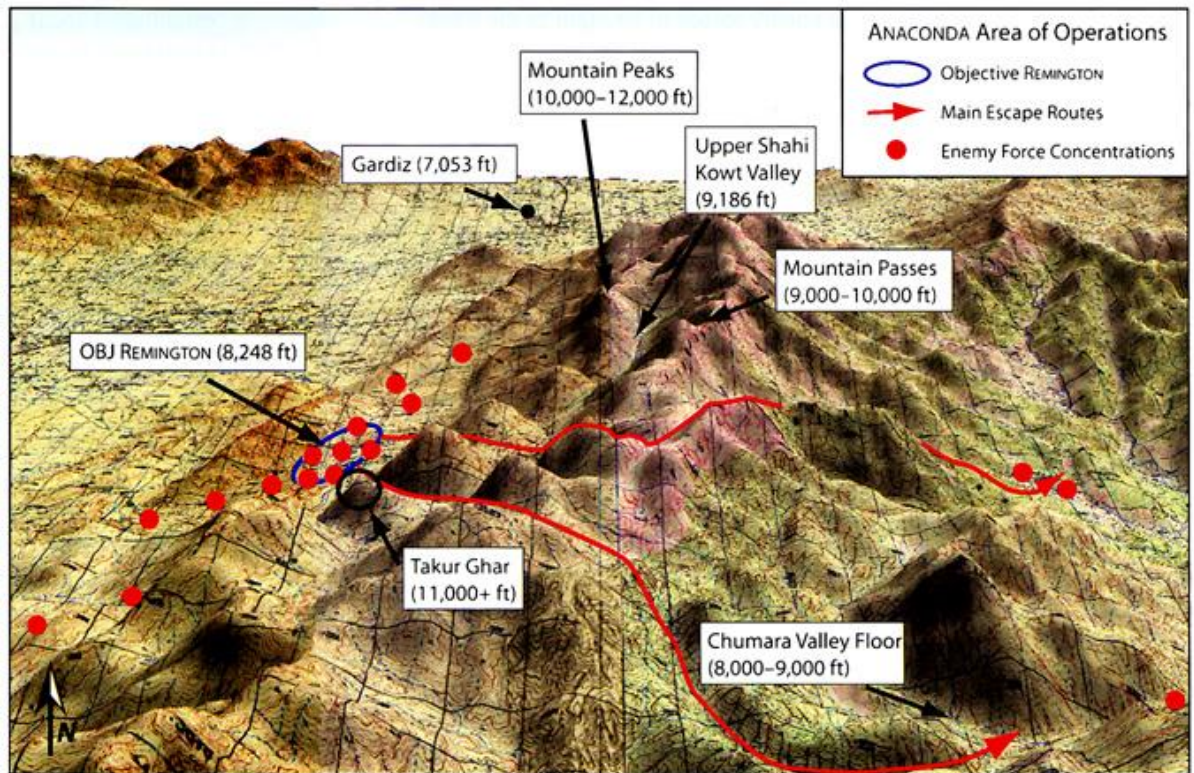 ANACONDA Area of Operations
Objective REMINGTON
Main Escape Routes
Enemy Force Concentrations
Mountain Peaks
(10,000–12,000 ft)
Gardiz (7,053 ft)
Upper Shahi
Kowt Valley
(9,186 ft)
Mountain Passes
(9,000–10,000 ft)
OBJ REMINGTON (8,248 ft)
Takur Ghar
(11,000+ ft)
Chumara Valley Floor
(8,000–9,000 ft)
N